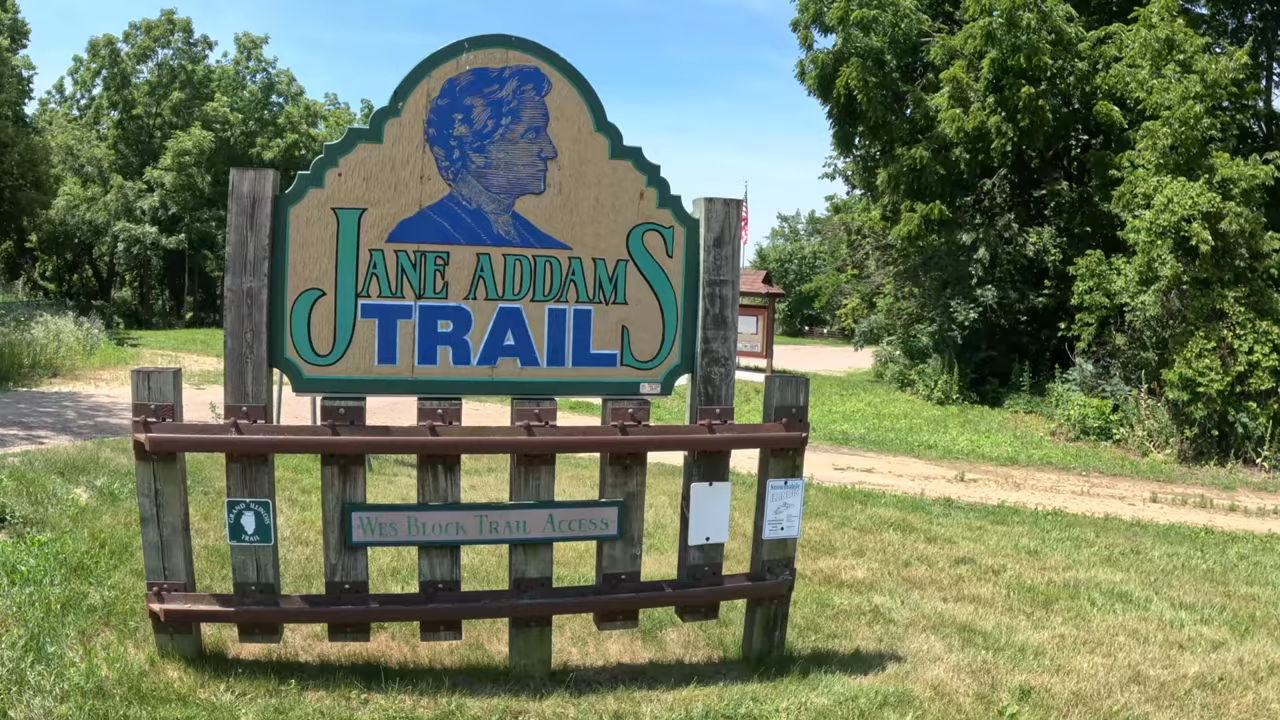 JANE ADDAMS
TRAIL
WES BLOCK TRAIL ACCESS
GRAND ILLINOIS
TRAIL